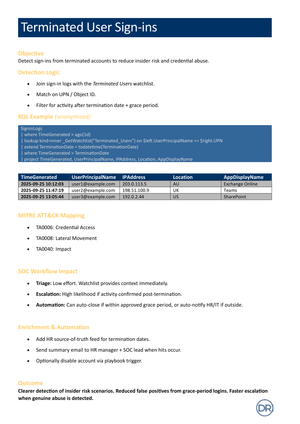 Terminated User Sign-ins
Objective
Detect sign-ins from terminated accounts to reduce insider risk and credential abuse.
Detection Logic
• Join sign-in logs with the Terminated Users watchlist.
• Match on UPN / Object ID.
• Filter for activity after termination date + grace period.
KQL Example (anonymised)
SigninLogs
| where TimeGenerated > ago(1d)
| lookup kind=inner _GetWatchlist("Terminated_Users") on $left.UserPrincipalName == $right.UPN
| extend TerminationDate = todatetime(TerminationDate)
| where TimeGenerated > TerminationDate
| project TimeGenerated, UserPrincipalName, IPAddress, Location, AppDisplayName
TimeGenerated UserPrincipalName IPAddress Location AppDisplayName
2025-09-25 10:12:03 user1@example.com 203.0.113.5 AU Exchange Online
2025-09-25 11:47:19 user2@example.com 198.51.100.9 UK Teams
2025-09-25 13:05:44 user3@example.com 192.0.2.44 US SharePoint
MITRE ATT&CK Mapping
• TA0006: Credential Access
• TA0008: Lateral Movement
• TA0040: Impact
SOC Workflow Impact
• Triage: Low effort. Watchlist provides context immediately.
• Escalation: High likelihood if activity confirmed post-termination.
• Automation: Can auto-close if within approved grace period, or auto-notify HR/IT if outside.
Enrichment & Automation
• Add HR source-of-truth feed for termination dates.
• Send summary email to HR manager + SOC lead when hits occur.
• Optionally disable account via playbook trigger.
Outcome
Clearer detection of insider risk scenarios. Reduced false positives from grace-period logins. Faster escalation
when genuine abuse is detected.
DR